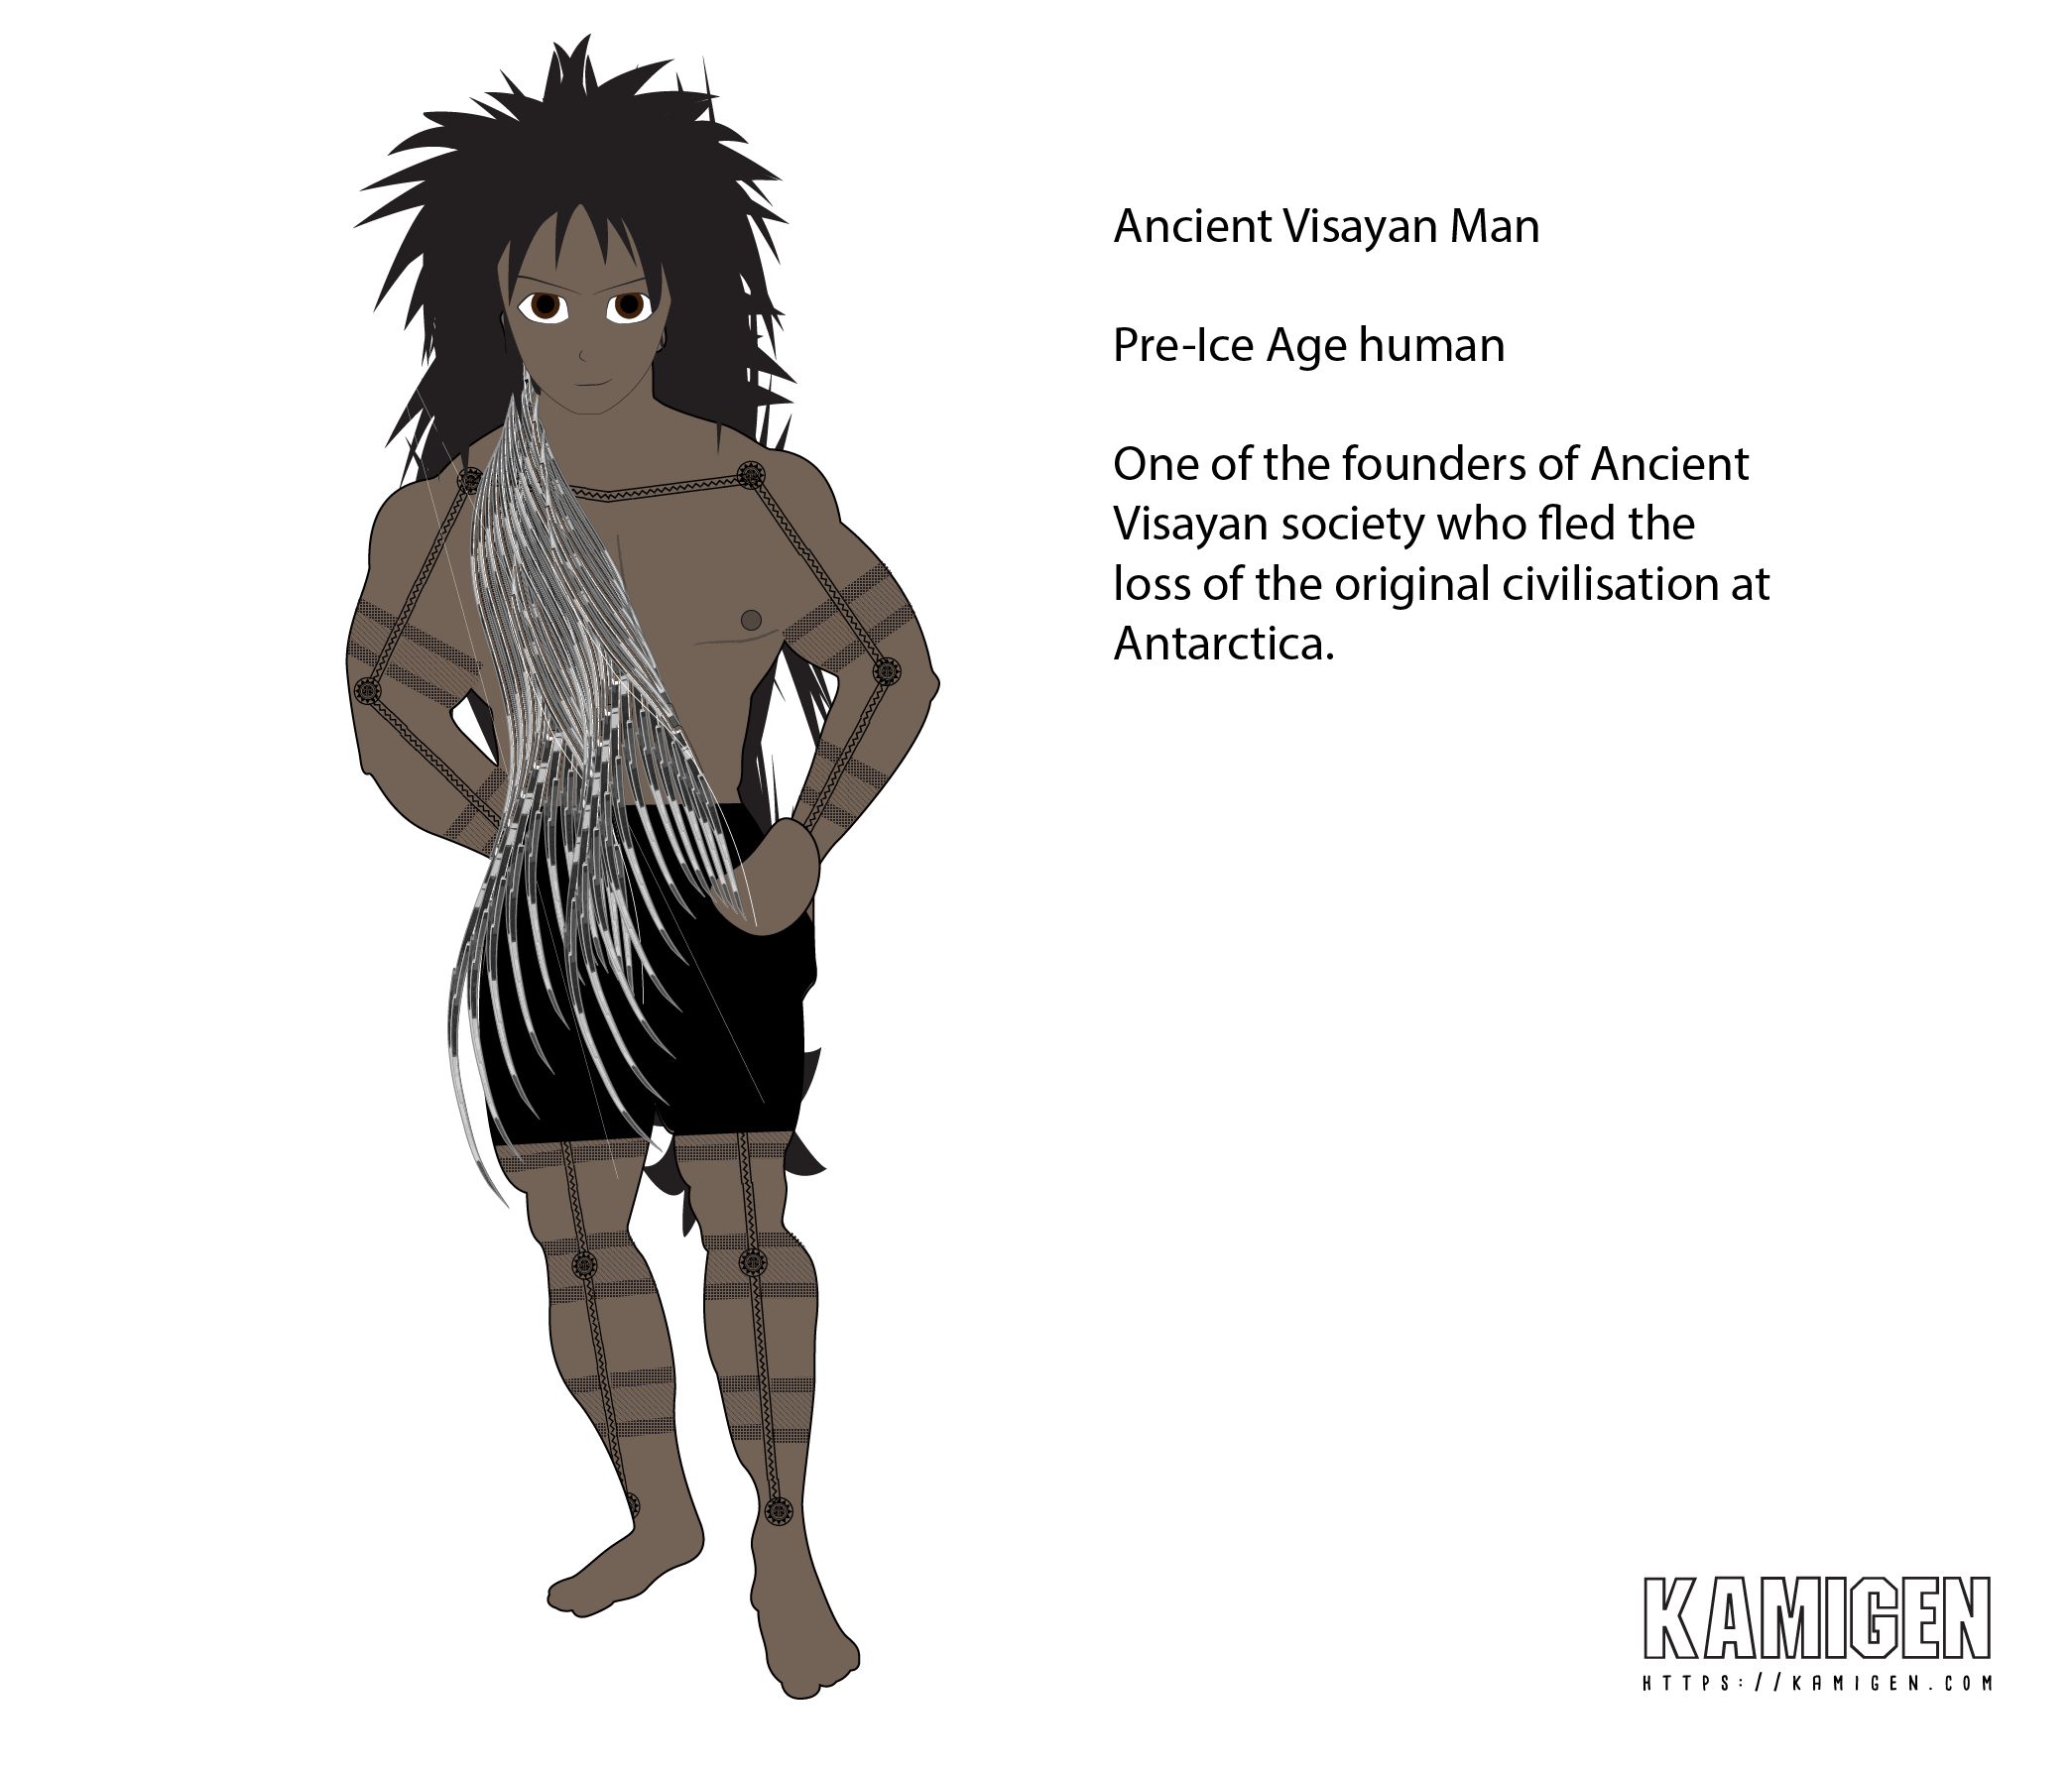 Ancient Visayan Man
Pre-Ice Age human
One of the founders of Ancient
Visayan society who fled the
loss of the original civilisation at
Antarctica.
KAMIGEN
HTTPS://KAMIGEN.COM